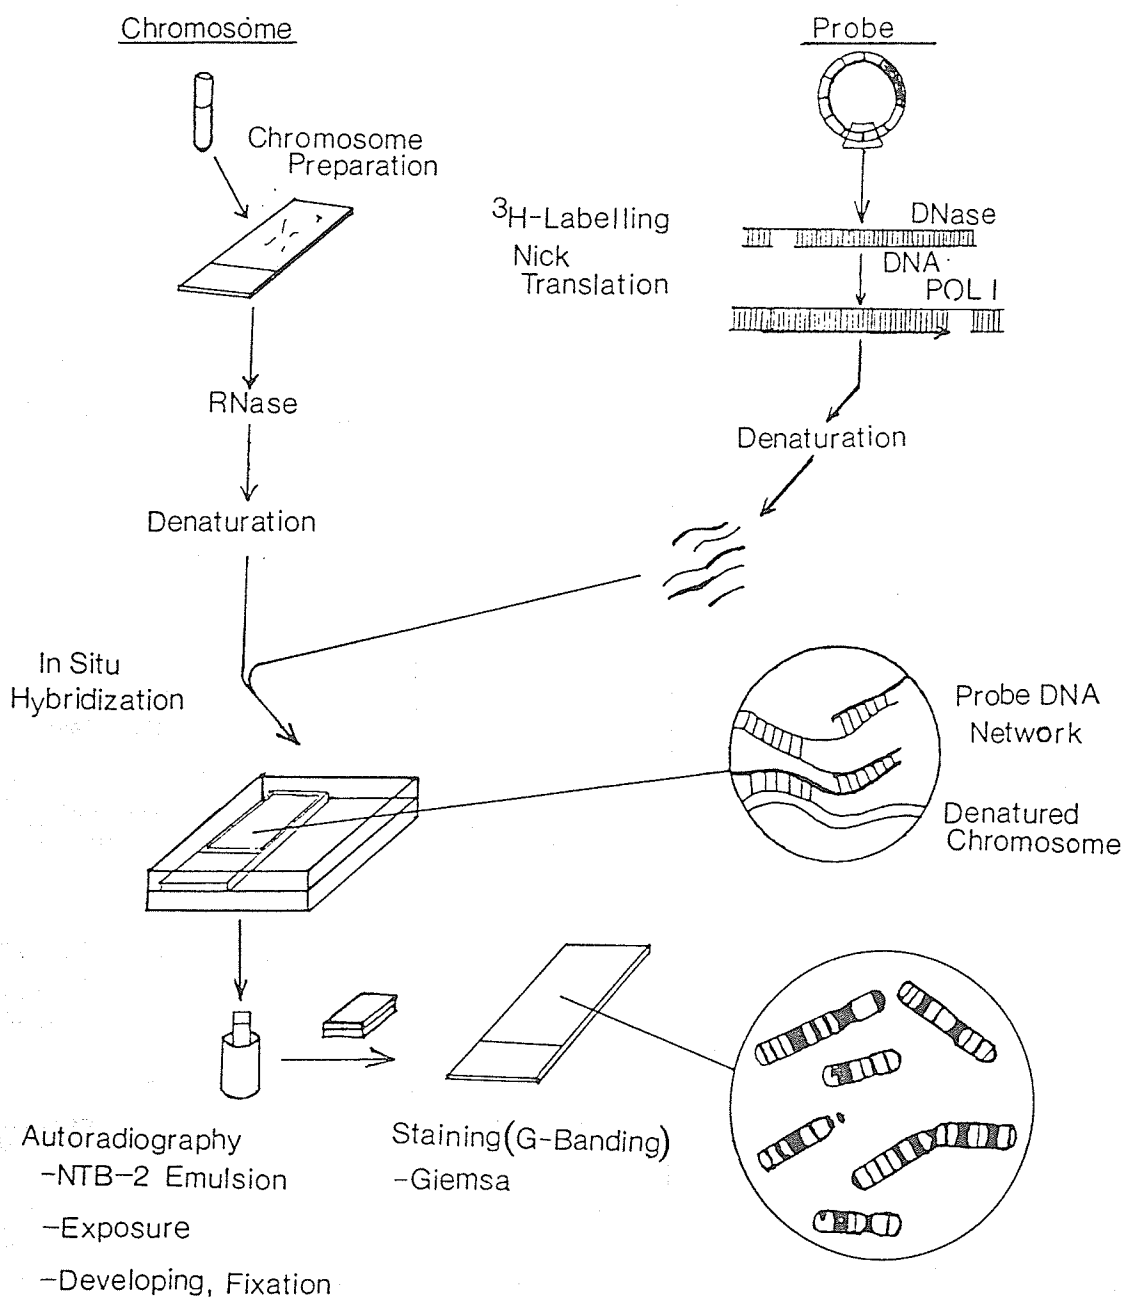 Chromosome
Probe
Chromosome
Preparation
³H-Labelling
Nick
Translation
DNase
DNA
POL I
RNase
Denaturation
Denaturation
In Situ
Hybridization
Probe DNA
Network
Denatured
Chromosome
Autoradiography
-NTB-2 Emulsion
-Exposure
-Developing, Fixation
Staining(G-Banding)
-Giemsa